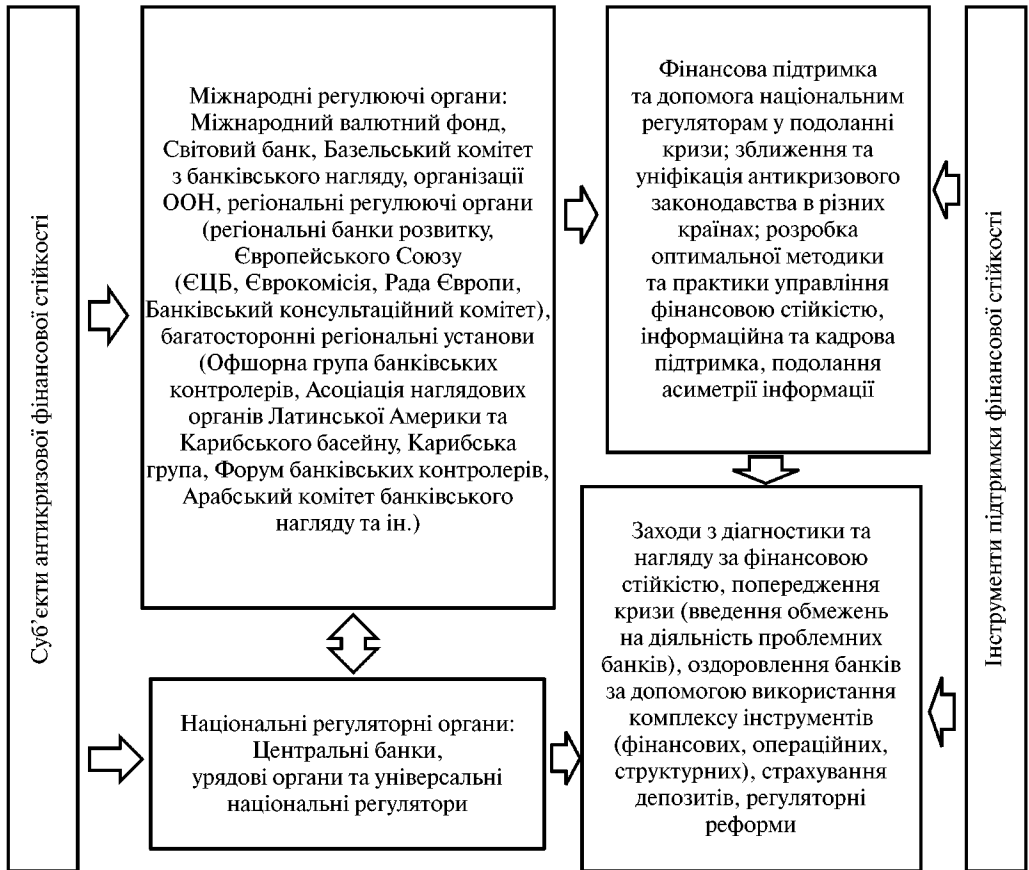 Суб’єкти антикризової фінансової стійкості
Міжнародні регулюючі органи:
Міжнародний валютний фонд,
Світовий банк, Базельський комітет
з банківського нагляду, організації
ООН, регіональні регулюючі органи
(регіональні банки розвитку,
Європейського Союзу
(ЄЦБ, Єврокомісія, Рада Європи,
Банківський консультаційний комітет),
багатосторонні регіональні установи
(Офшорна група банківських
контролерів, Асоціація наглядових
органів Латинської Америки та
Карибського басейну, Карибська
група, Форум банківських контролерів,
Арабський комітет банківського
нагляду та ін.)
Національні регуляторні органи:
Центральні банки,
урядові органи та універсальні
національні регулятори
Фінансова підтримка
та допомога національним
регуляторам у подоланні
кризи; зближення та
уніфікація антикризового
законодавства в різних
країнах; розробка
оптимальної методики
та практики управління
фінансовою стійкістю,
інформаційна та кадрова
підтримка, подолання
асиметрії інформації
Заходи з діагностики та
нагляду за фінансовою
стійкістю, попередження
кризи (введення обмежень
на діяльність проблемних
банків), оздоровлення банків
за допомогою використання
комплексу інструментів
(фінансових, операційних,
структурних), страхування
депозитів, регуляторні
реформи
Інструменти підтримки фінансової стійкості